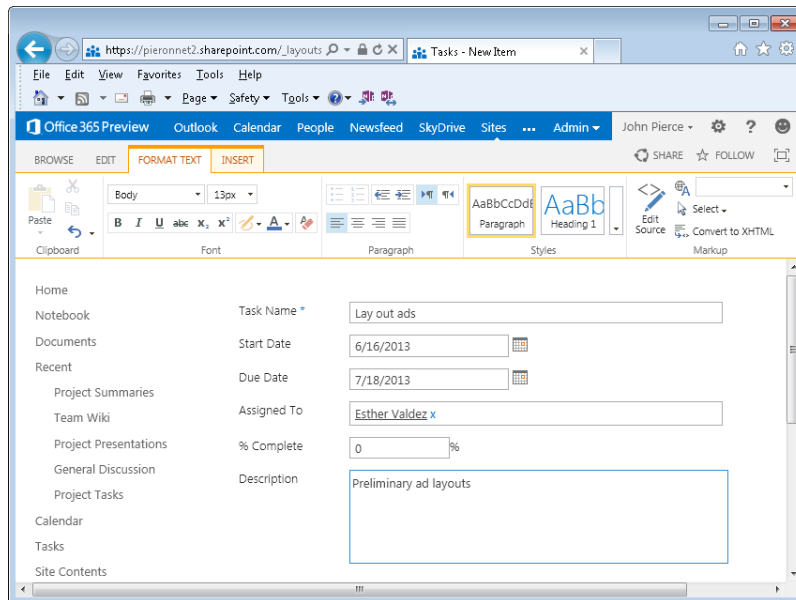 https://pieronnet2.sharepoint.com/_layouts
Tasks - New Item
File Edit View Favorites Tools Help
Page Safety Tools
Office 365 Preview Outlook Calendar People Newsfeed SkyDrive Sites ... Admin John Pierce ?
BROWSE EDIT FORMAT TEXT INSERT SHARE FOLLOW
Paste Body 13px AaBbCcDdE Paragraph AaBb Heading 1 Edit Source Select Convert to XHTML
B I U abc X₂ X² A
Clipboard Font Paragraph Styles Markup
Home
Notebook
Documents
Recent
Project Summaries
Team Wiki
Project Presentations
General Discussion
Project Tasks
Calendar
Tasks
Site Contents
Task Name * Lay out ads
Start Date 6/16/2013
Due Date 7/18/2013
Assigned To Esther Valdez x
% Complete 0 %
Description Preliminary ad layouts